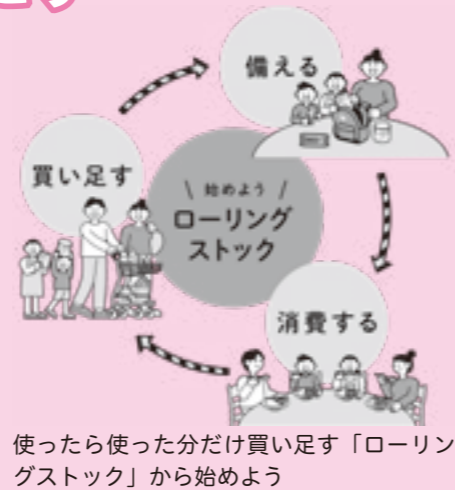 備える
買い足す
\ 始めよう /
ローリング
ストック
消費する
使ったら使った分だけ買い足す「ローリン
グストック」から始めよう